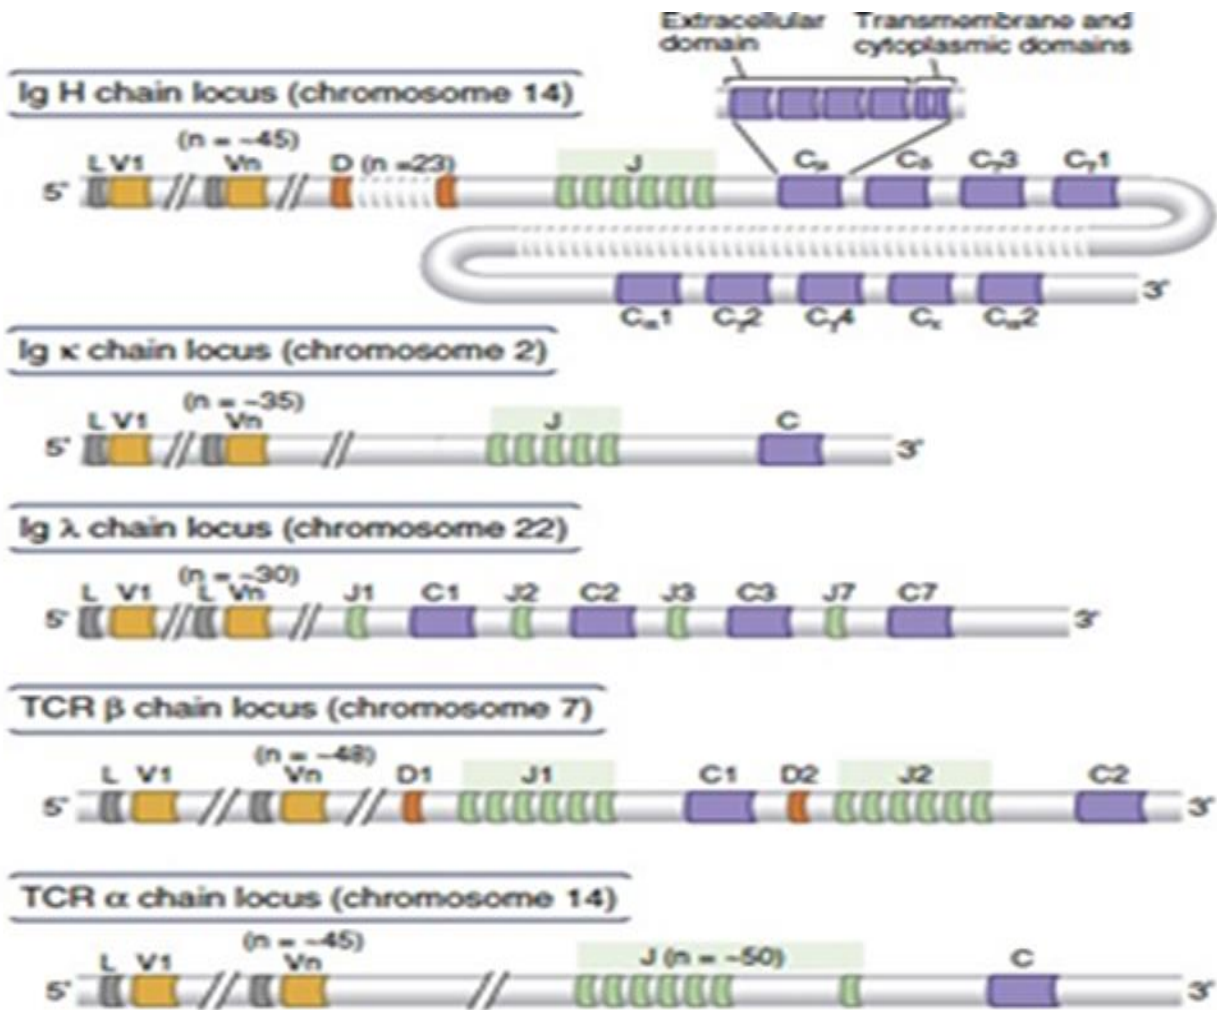 Extracellular domain
Transmembrane and cytoplasmic domains
Ig H chain locus (chromosome 14)
(n = ~45)
L V1 Vn D (n =23) J Cμ Cδ Cγ3 Cγ1
5' 
3'
Cα1 Cγ2 Cγ4 Cε Cα2
Ig κ chain locus (chromosome 2)
(n = ~35)
L V1 Vn J C
5' 3'
Ig λ chain locus (chromosome 22)
(n = ~30)
L V1 L Vn J1 C1 J2 C2 J3 C3 J7 C7
5' 3'
TCR β chain locus (chromosome 7)
(n = ~48)
L V1 Vn D1 J1 C1 D2 J2 C2
5' 3'
TCR α chain locus (chromosome 14)
(n = ~45)
L V1 Vn J (n = ~50) C
5' 3'